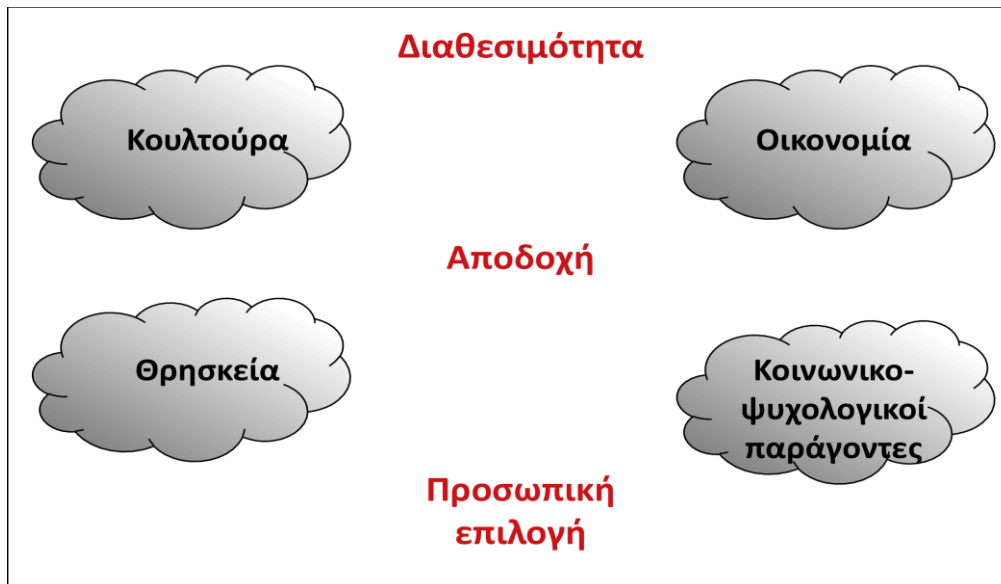 Διαθεσιμότητα
Κουλτούρα
Οικονομία
Αποδοχή
Θρησκεία
Κοινωνικο-
ψυχολογικοί
παράγοντες
Προσωπική
επιλογή